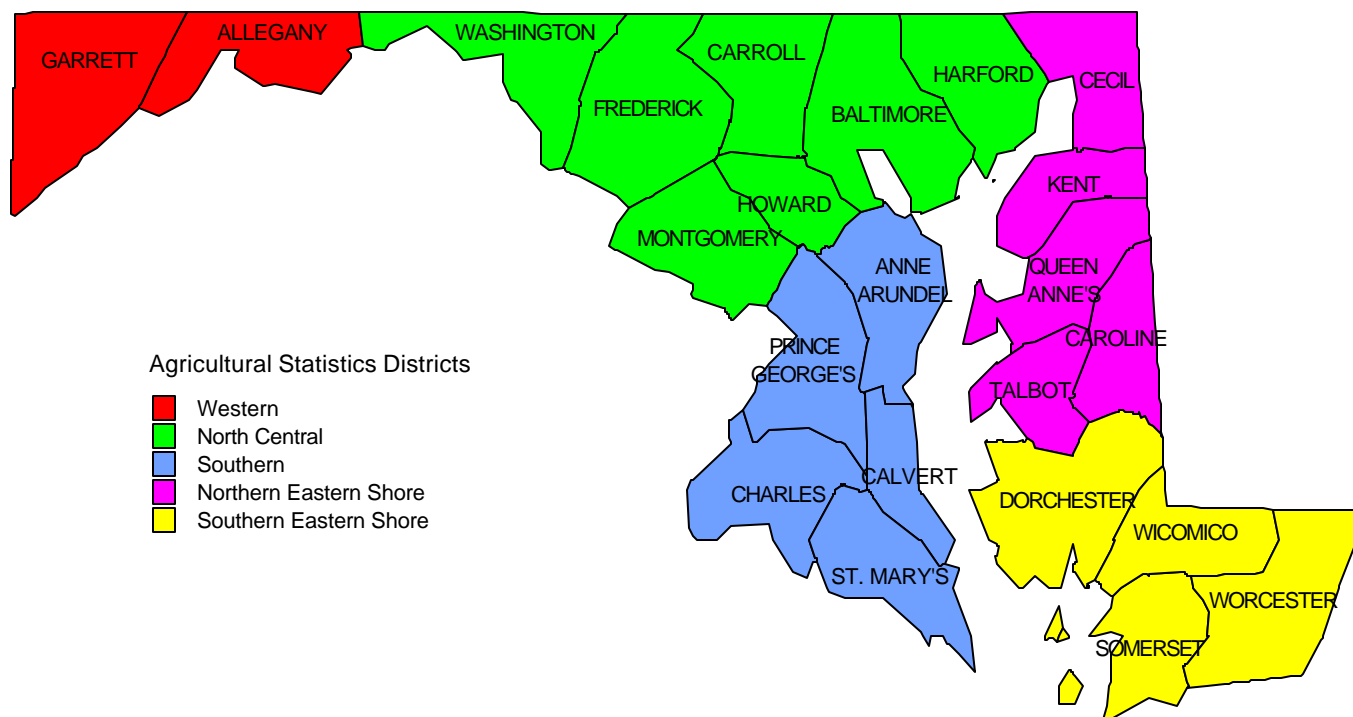 ALLEGANY
WASHINGTON
GARRETT
CARROLL
HARFORD
CECIL
FREDERICK
BALTIMORE
KENT
HOWARD
MONTGOMERY
ANNE
ARUNDEL
QUEEN
ANNE'S
CAROLINE
PRINCE
GEORGE'S
TALBOT
Agricultural Statistics Districts
Western
North Central
Southern
Northern Eastern Shore
Southern Eastern Shore
CALVERT
CHARLES
DORCHESTER
WICOMICO
ST. MARY'S
WORCESTER
SOMERSET